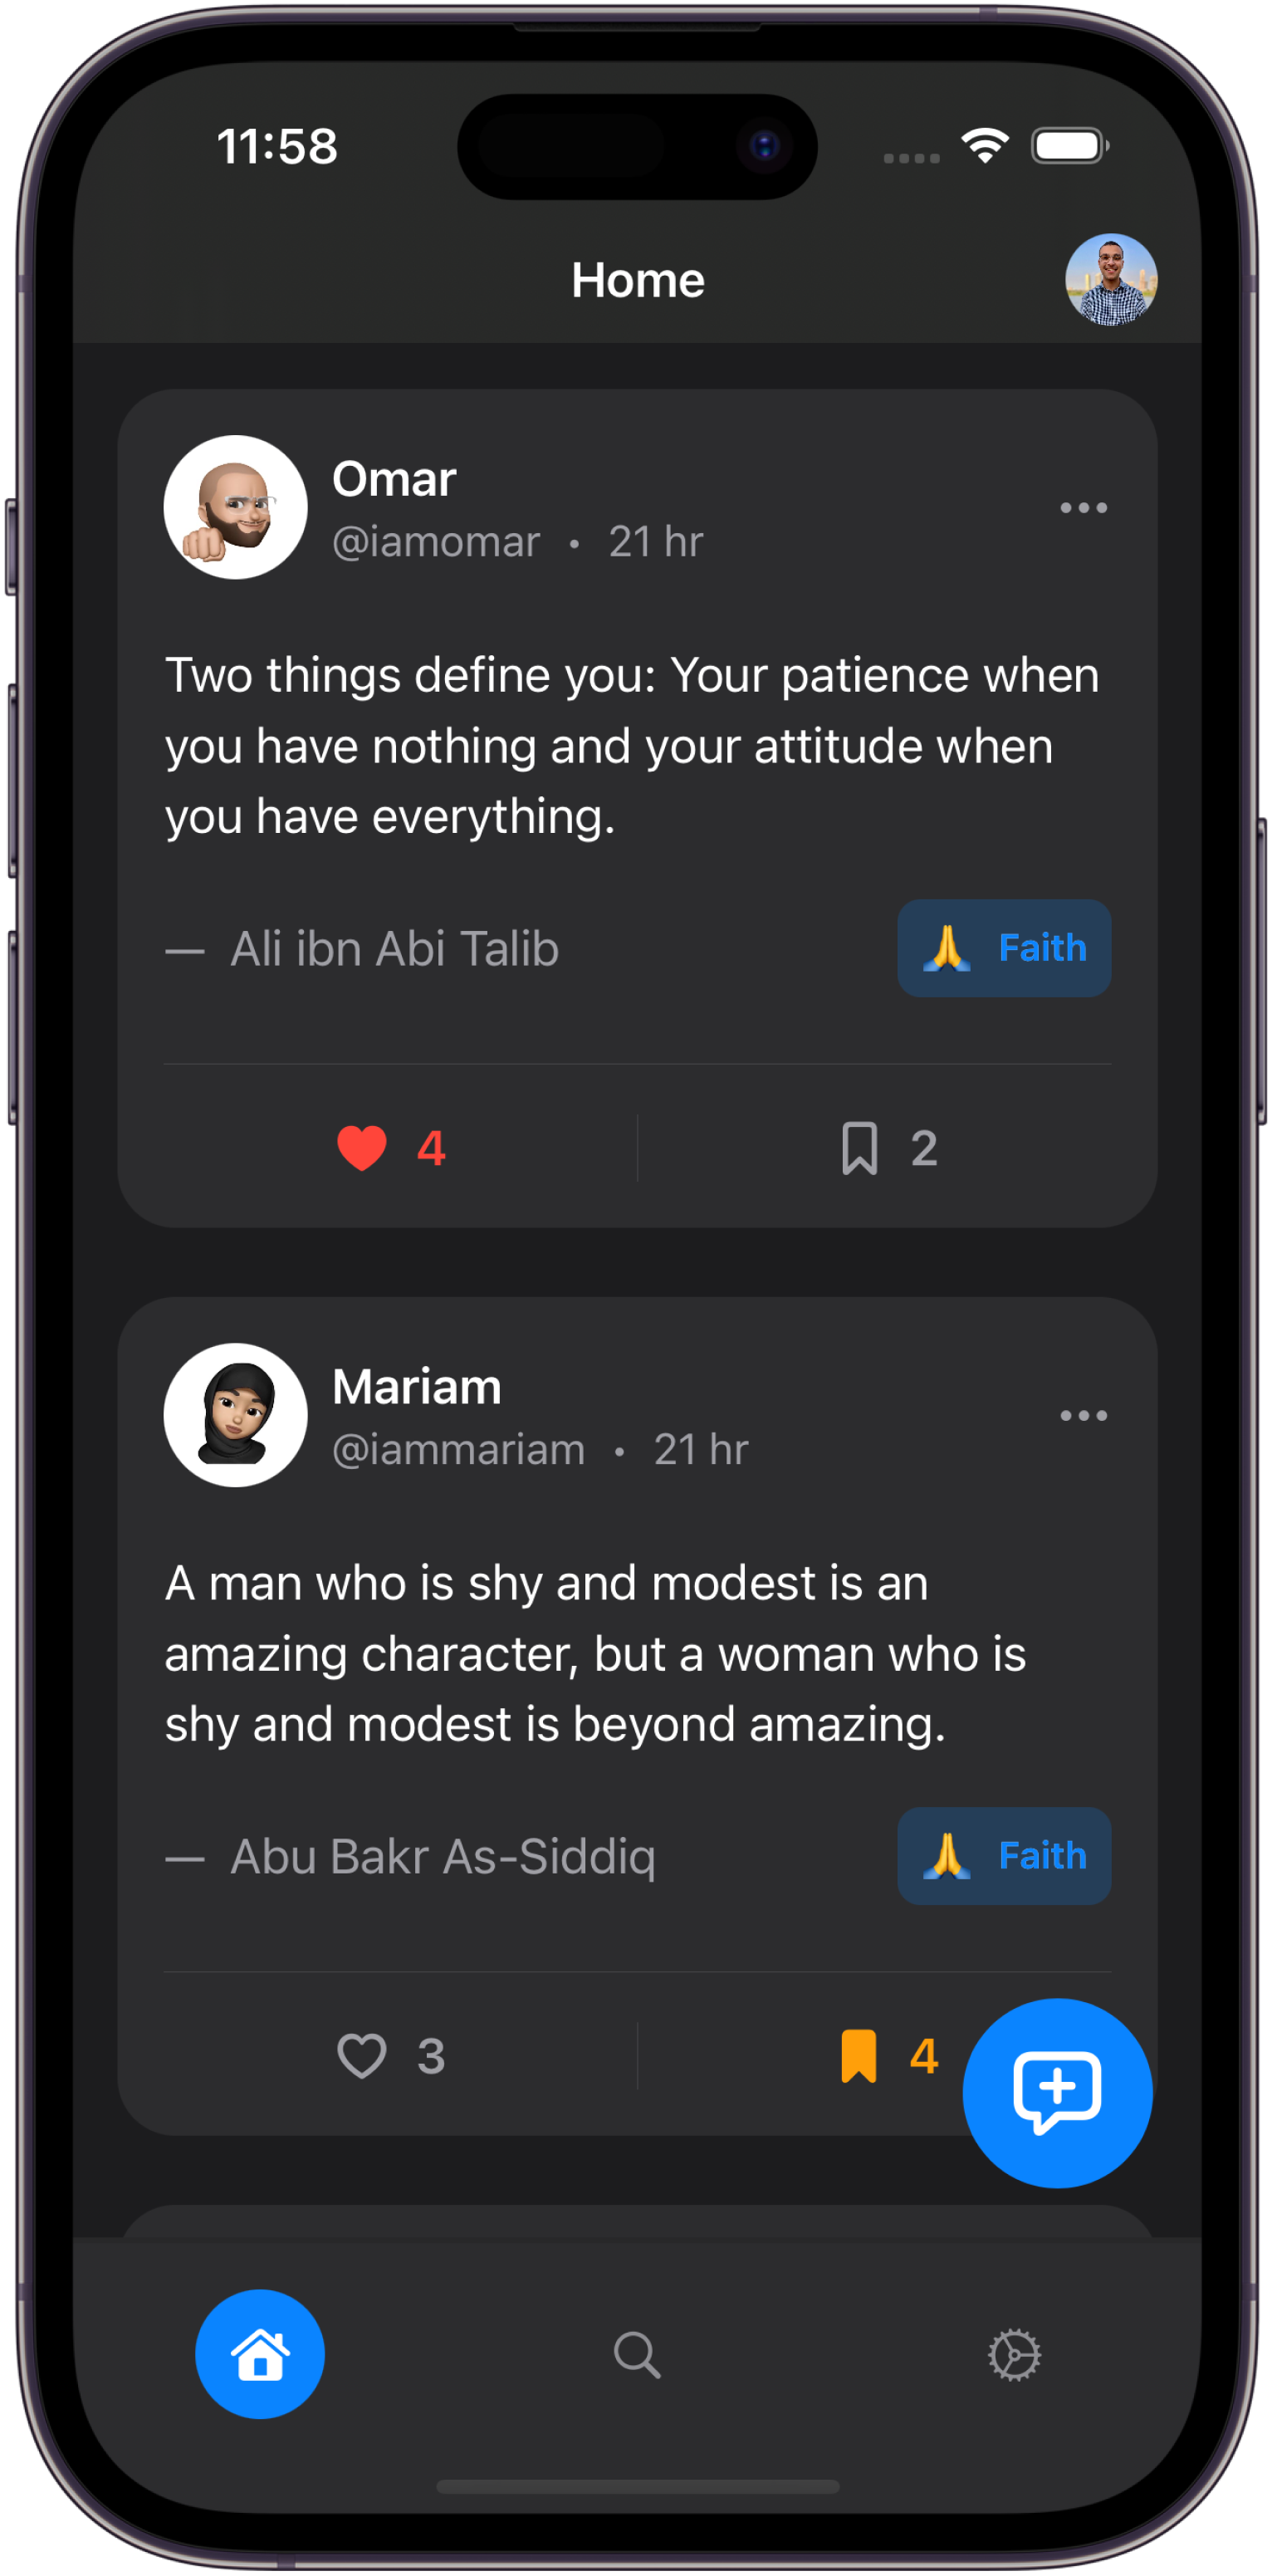 11:58
Home
Omar
@iamomar • 21 hr
Two things define you: Your patience when
you have nothing and your attitude when
you have everything.
— Ali ibn Abi Talib
🙏 Faith
4
2
Mariam
@iammariam • 21 hr
A man who is shy and modest is an
amazing character, but a woman who is
shy and modest is beyond amazing.
— Abu Bakr As-Siddiq
🙏 Faith
3
4